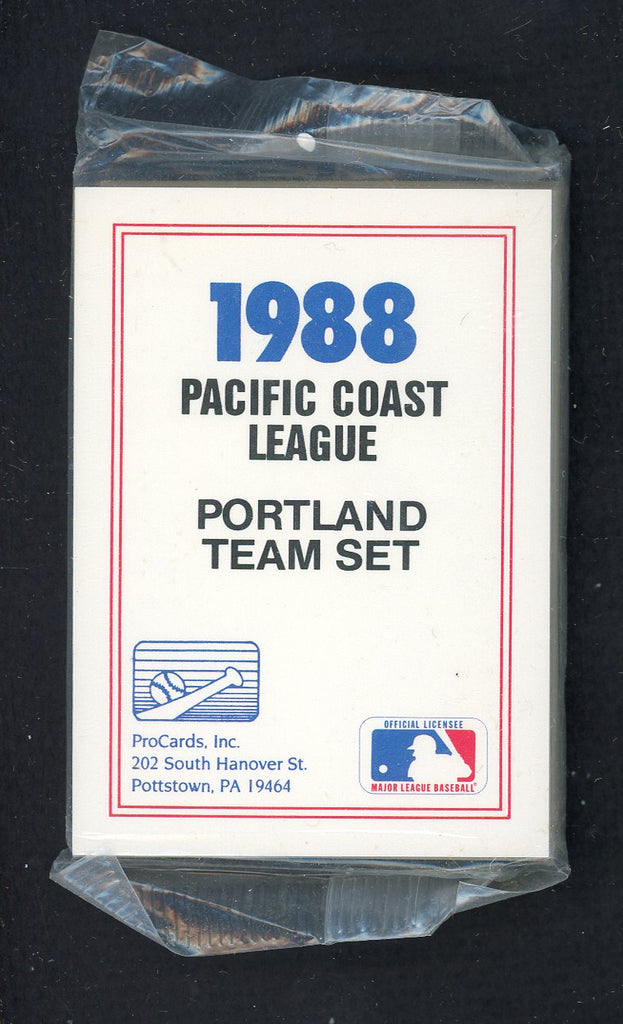 1988
PACIFIC COAST
LEAGUE
PORTLAND
TEAM SET
ProCards, Inc.
202 South Hanover St.
Pottstown, PA 19464
OFFICIAL LICENSEE
MAJOR LEAGUE BASEBALL®